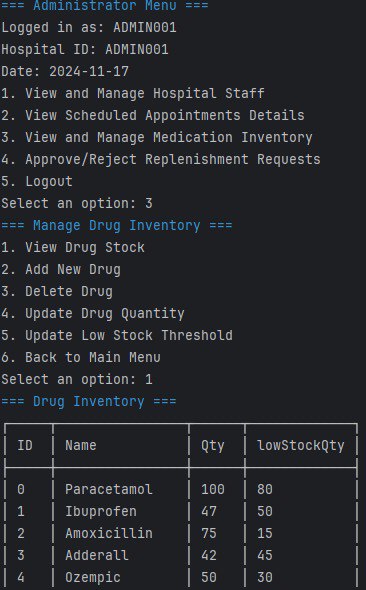 === Administrator Menu ===
Logged in as: ADMIN001
Hospital ID: ADMIN001
Date: 2024-11-17
1. View and Manage Hospital Staff
2. View Scheduled Appointments Details
3. View and Manage Medication Inventory
4. Approve/Reject Replenishment Requests
5. Logout
Select an option: 3
=== Manage Drug Inventory ===
1. View Drug Stock
2. Add New Drug
3. Delete Drug
4. Update Drug Quantity
5. Update Low Stock Threshold
6. Back to Main Menu
Select an option: 1
=== Drug Inventory ===
ID Name Qty lowStockQty
0 Paracetamol 100 80
1 Ibuprofen 47 50
2 Amoxicillin 75 15
3 Adderall 42 45
4 Ozempic 50 30